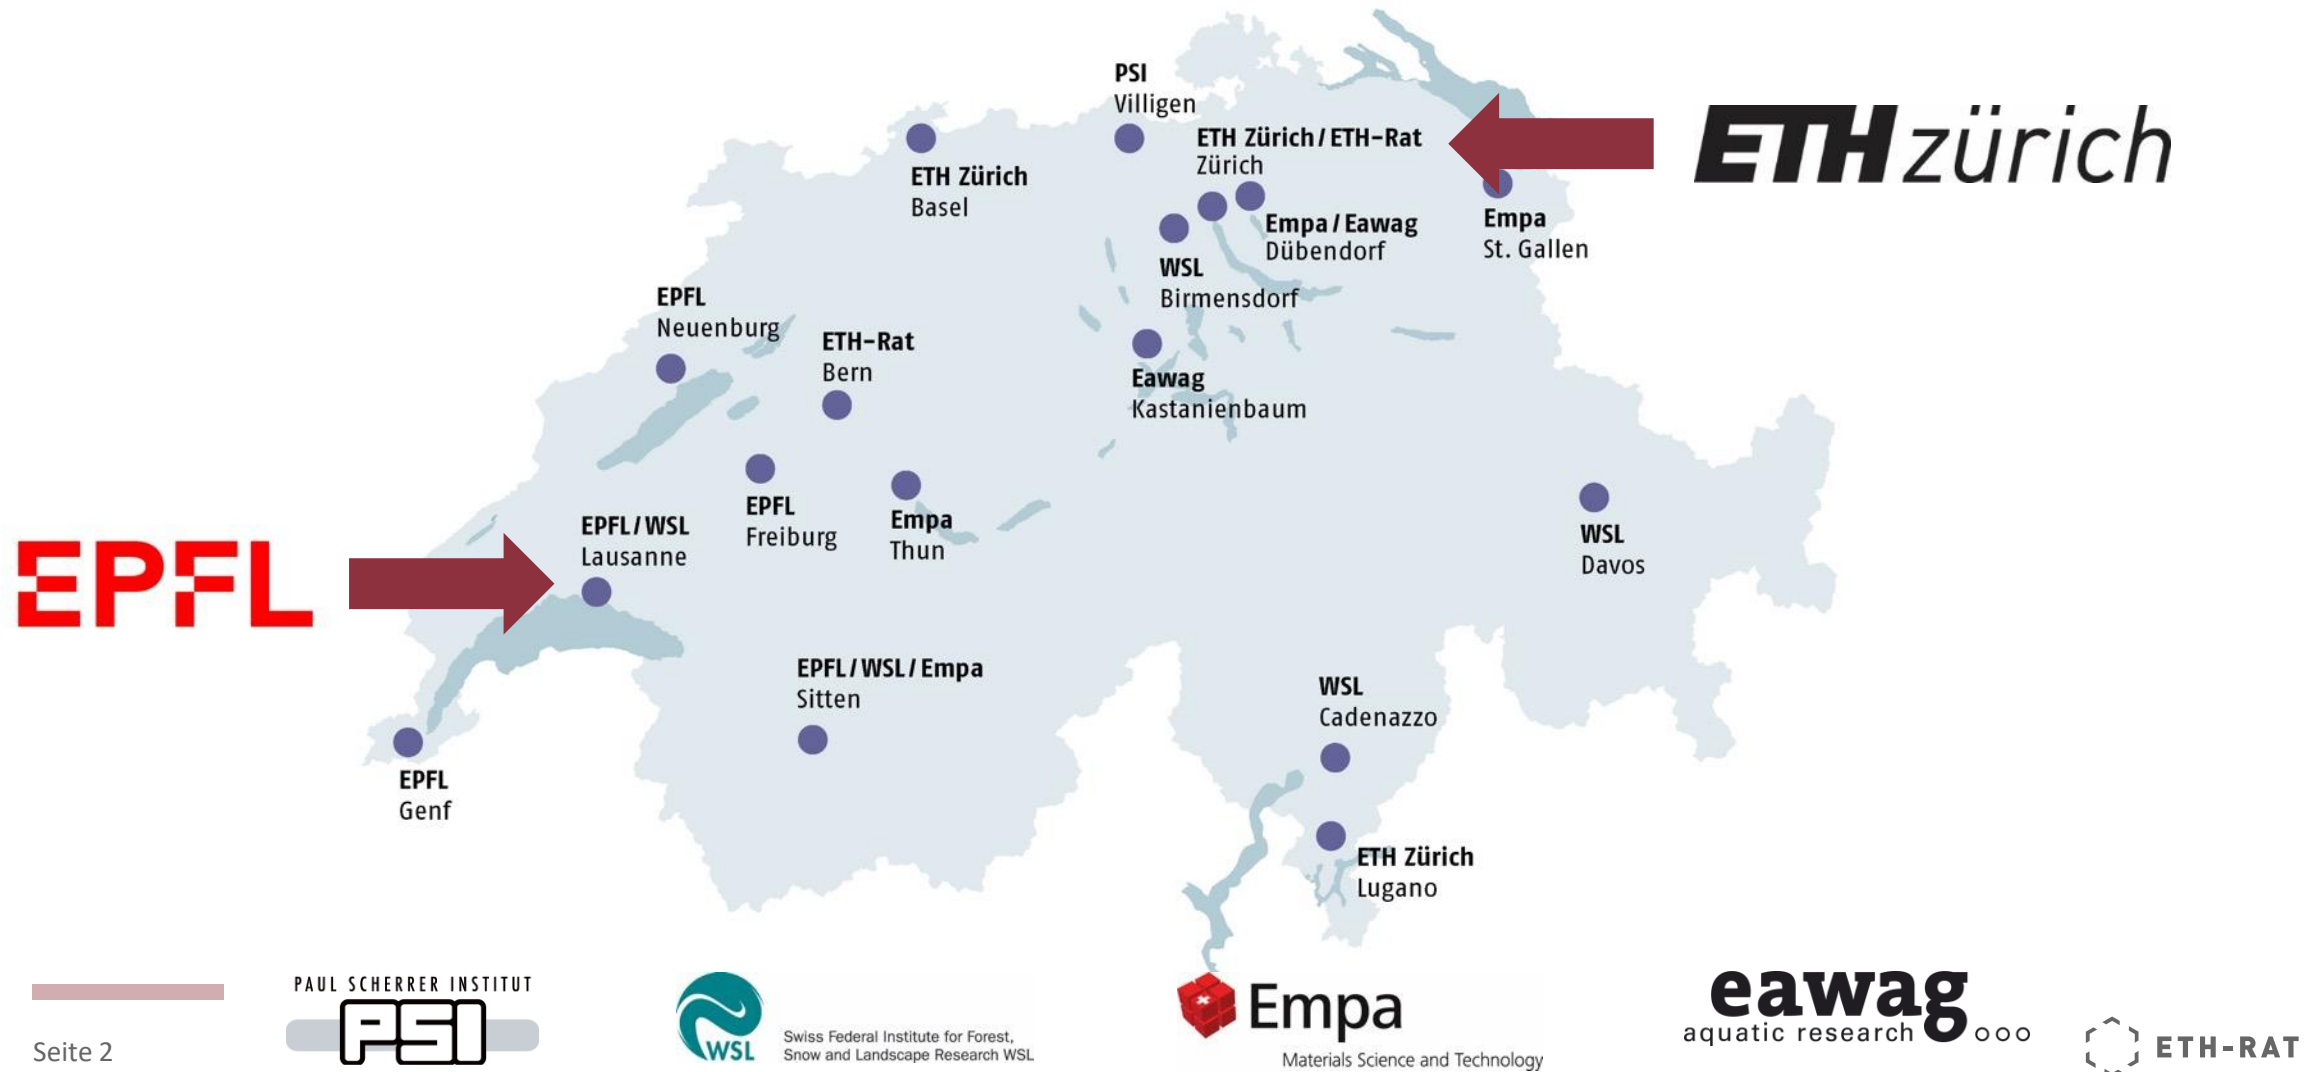 PSI
Villigen
ETH Zürich/ETH-Rat
Zürich
ETH zürich
ETH Zürich
Basel
Empa/Eawag
Dübendorf
Empa
St. Gallen
WSL
Birmensdorf
EPFL
Neuenburg
ETH-Rat
Bern
Eawag
Kastanienbaum
EPFL
EPFL/WSL
Lausanne
EPFL
Freiburg
Empa
Thun
WSL
Davos
EPFL/WSL/Empa
Sitten
WSL
Cadenazzo
EPFL
Genf
ETH Zürich
Lugano
Seite 2
PAUL SCHERRER INSTITUT
PSI
WSL
Swiss Federal Institute for Forest,
Snow and Landscape Research WSL
Empa
Materials Science and Technology
eawag
aquatic research
ETH-RAT